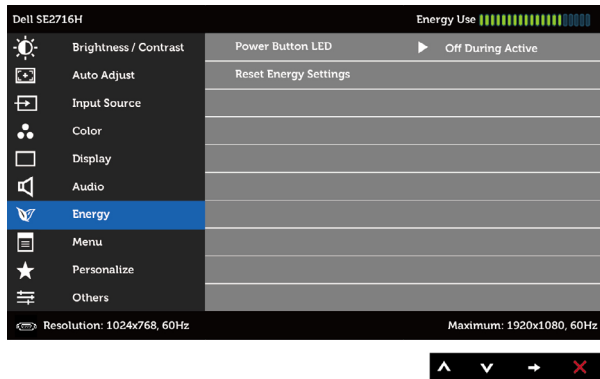 Dell SE2716H Energy Use
Brightness / Contrast Power Button LED Off During Active
Auto Adjust Reset Energy Settings
Input Source
Color
Display
Audio
Energy
Menu
Personalize
Others
Resolution: 1024x768, 60Hz Maximum: 1920x1080, 60Hz